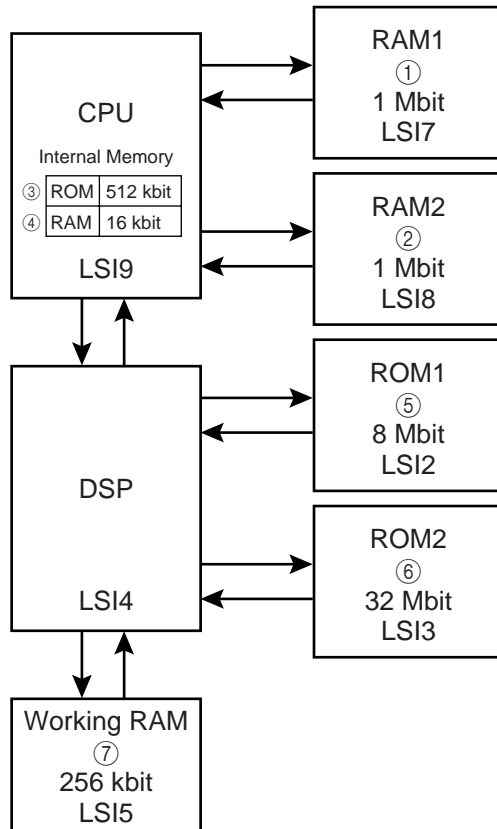 CPU
Internal Memory
③ ROM 512 kbit
④ RAM 16 kbit
LSI9
RAM1
①
1 Mbit
LSI7
RAM2
②
1 Mbit
LSI8
DSP
LSI4
ROM1
⑤
8 Mbit
LSI2
ROM2
⑥
32 Mbit
LSI3
Working RAM
⑦
256 kbit
LSI5